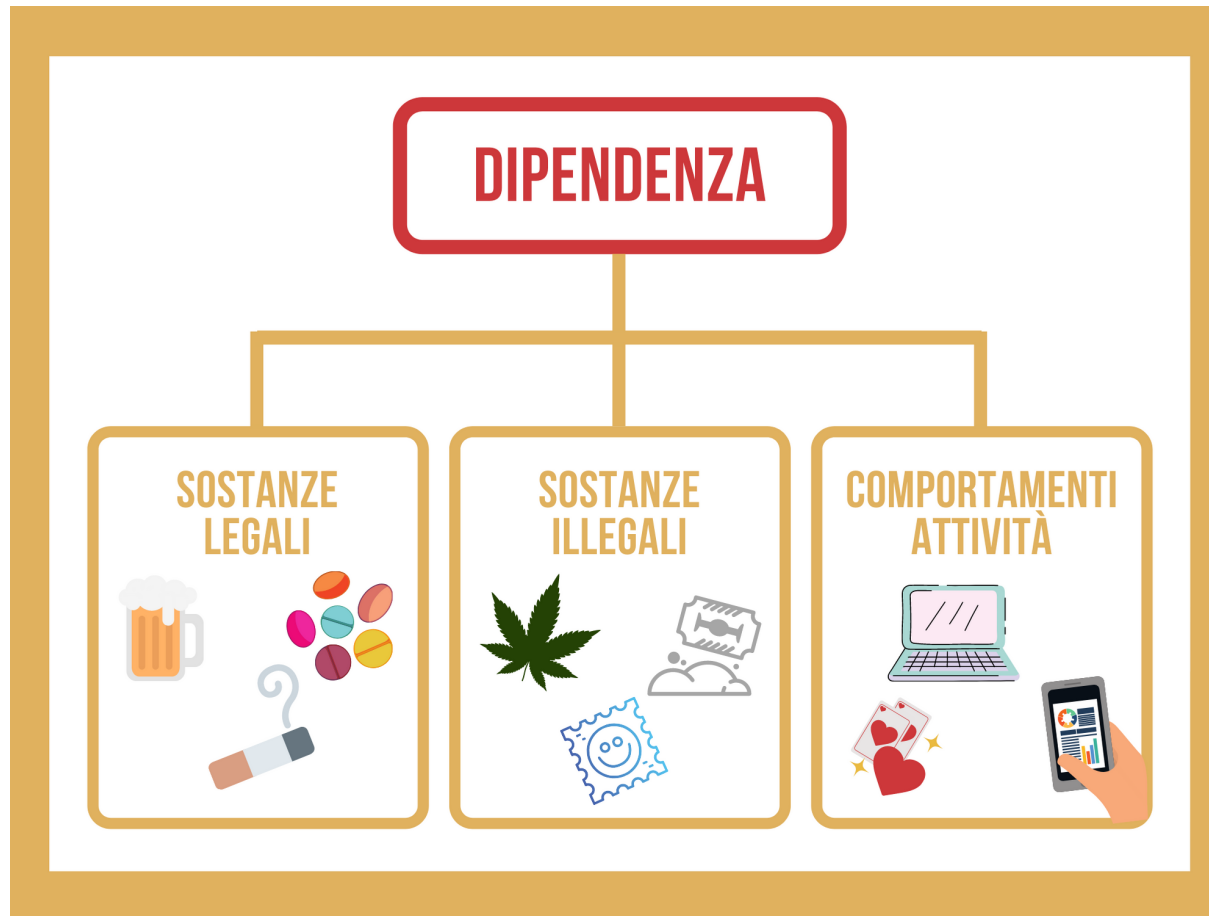 DIPENDENZA
SOSTANZE
LEGALI
SOSTANZE
ILLEGALI
COMPORTAMENTI
ATTIVITÀ